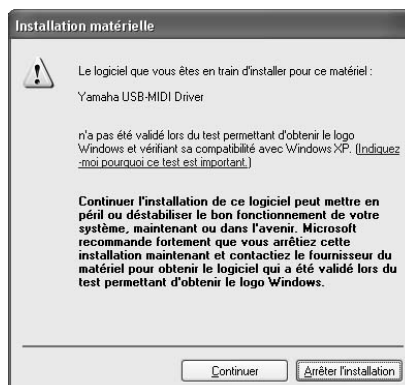 Installation matérielle
Le logiciel que vous êtes en train d'installer pour ce matériel :
Yamaha USB-MIDI Driver
n'a pas été validé lors du test permettant d'obtenir le logo
Windows et vérifiant sa compatibilité avec Windows XP. (Indiquez
-moi pourquoi ce test est important.)
Continuer l'installation de ce logiciel peut mettre en
péril ou déstabiliser le bon fonctionnement de votre
système, maintenant ou dans l'avenir. Microsoft
recommande fortement que vous arrêtiez cette
installation maintenant et contactiez le fournisseur du
matériel pour obtenir le logiciel qui a été validé lors du
test permettant d'obtenir le logo Windows.
Continuer
Arrêter l'installation